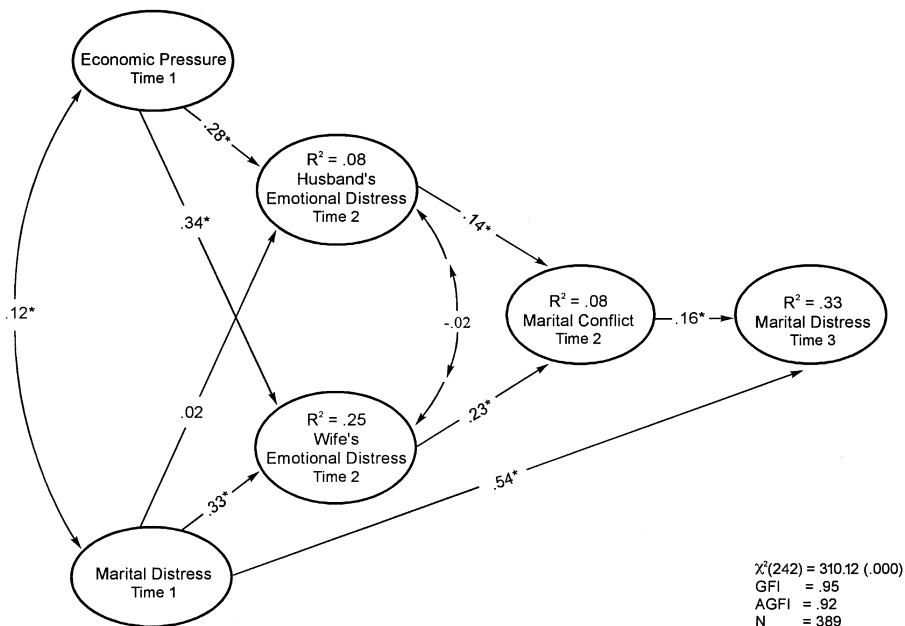 Economic Pressure
Time 1
.28*
R² = .08
Husband's
Emotional Distress
Time 2
.34*
.14*
.12*
-.02
R² = .08
Marital Conflict
Time 2
.16*
R² = .33
Marital Distress
Time 3
.02
R² = .25
Wife's
Emotional Distress
Time 2
.23*
.33*
.54*
Marital Distress
Time 1
χ²(242) = 310.12 (.000)
GFI = .95
AGFI = .92
N = 389